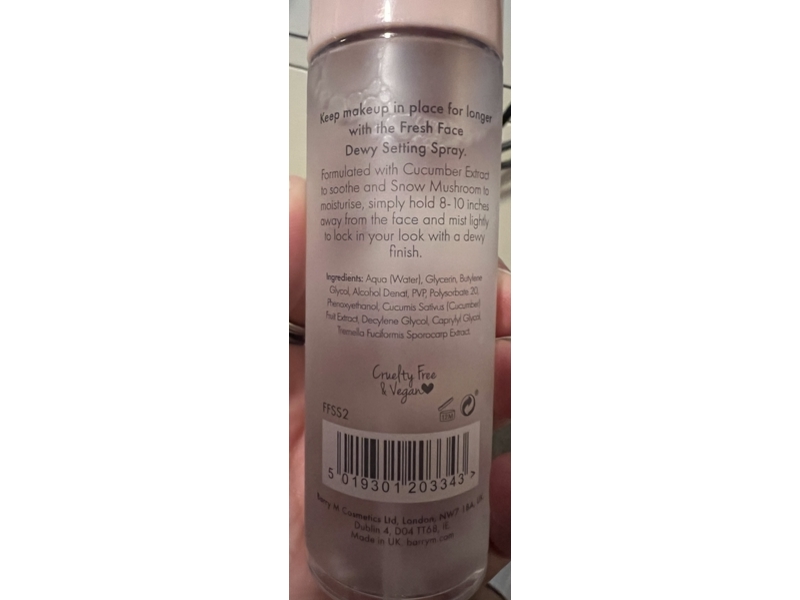 Keep makeup in place for longer
with the Fresh Face
Dewy Setting Spray.
Formulated with Cucumber Extract
to soothe and Snow Mushroom to
moisturise, simply hold 8-10 inches
away from the face and mist lightly
to lock in your look with a dewy
finish.
Ingredients: Aqua (Water), Glycerin, Butylene
Glycol, Alcohol Denat, PVP, Polysorbate 20,
Phenoxyethanol, Cucumis Sativus (Cucumber)
Fruit Extract, Decylene Glycol, Caprylyl Glycol,
Tremella Fuciformis Sporocarp Extract.
Cruelty Free
& Vegan
FFSS2
5 019301 203343 >
Barry M Cosmetics Ltd, London, NW7
Dublin 4, D04 TT68, IE.
Made in UK. barrym.com